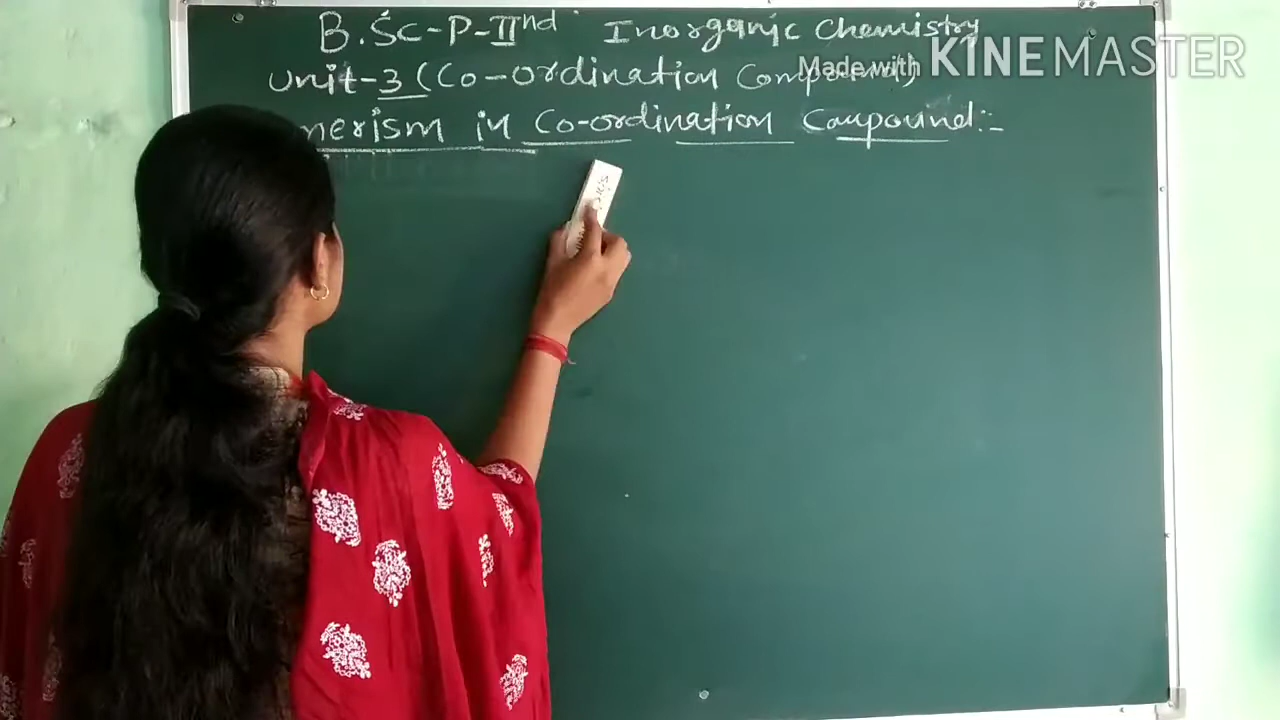 B.Sc-P-IInd Inorganic Chemistry
Unit-3 (Co-ordination Compound)
merism in Co-ordination Compound:-
Made with KINEMASTER